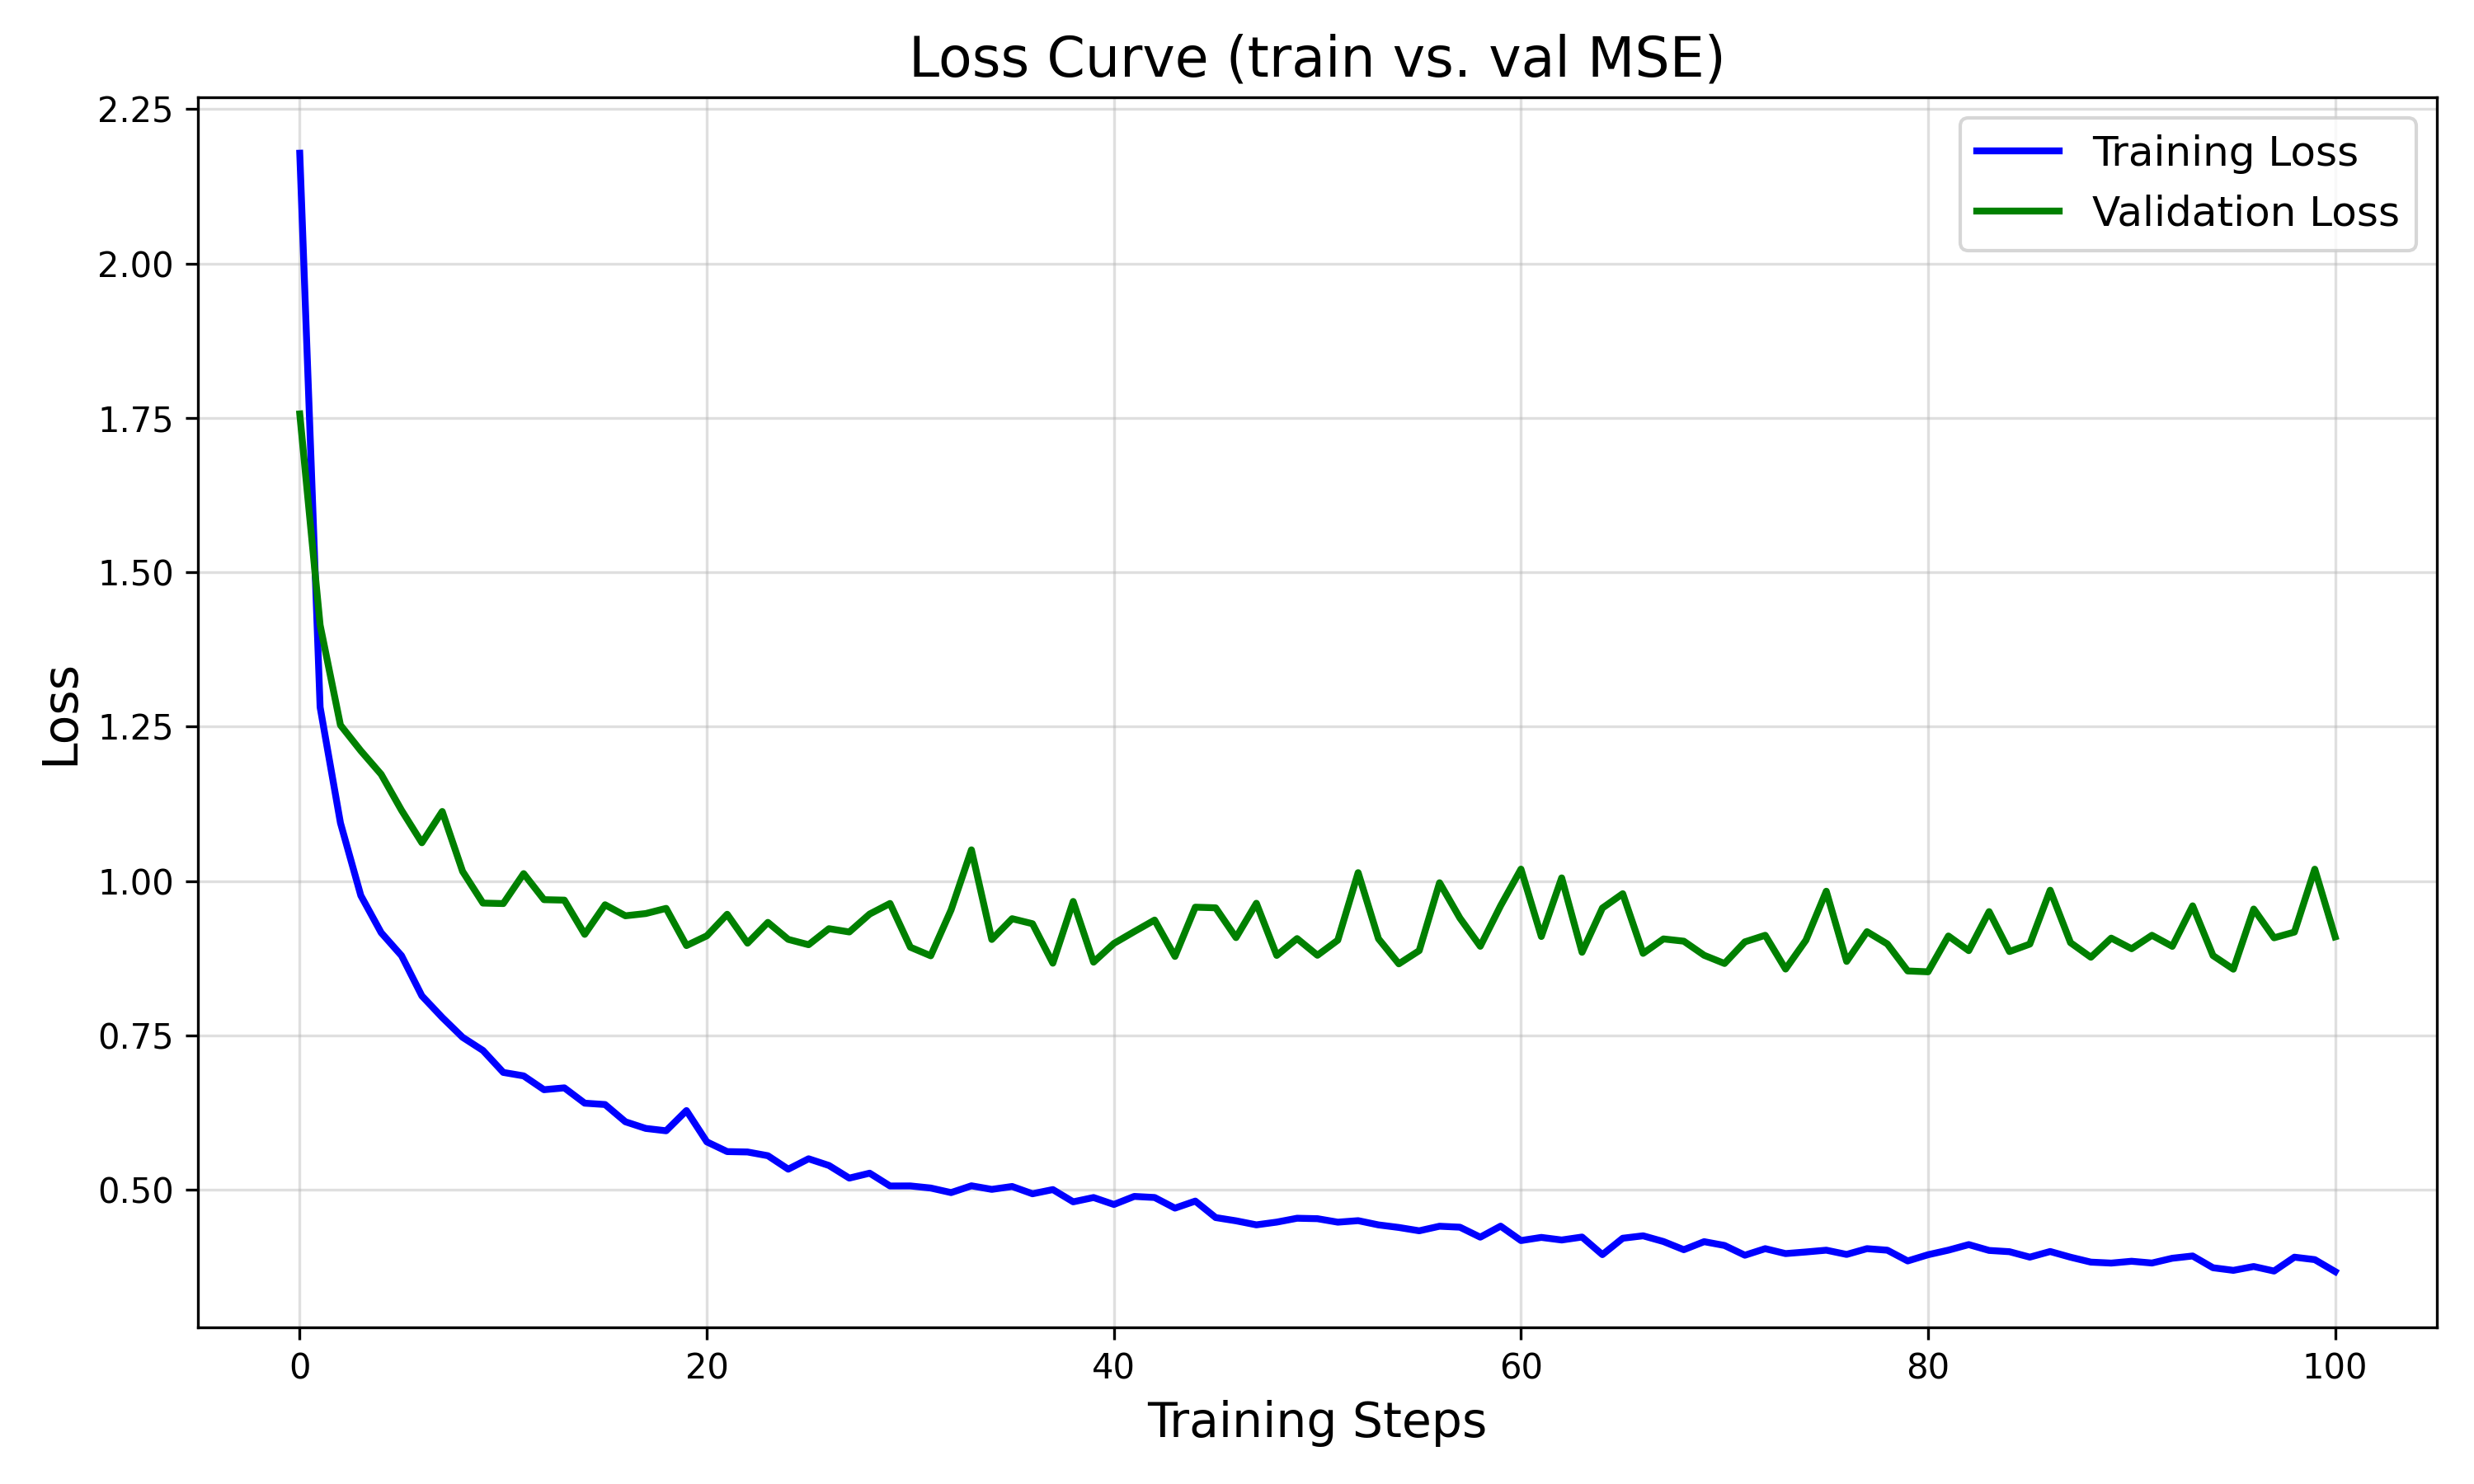 Loss Curve (train vs. val MSE)
Training Loss
Validation Loss
2.25
2.00
1.75
1.50
1.25
1.00
0.75
0.50
Loss
0
20
40
60
80
100
Training Steps